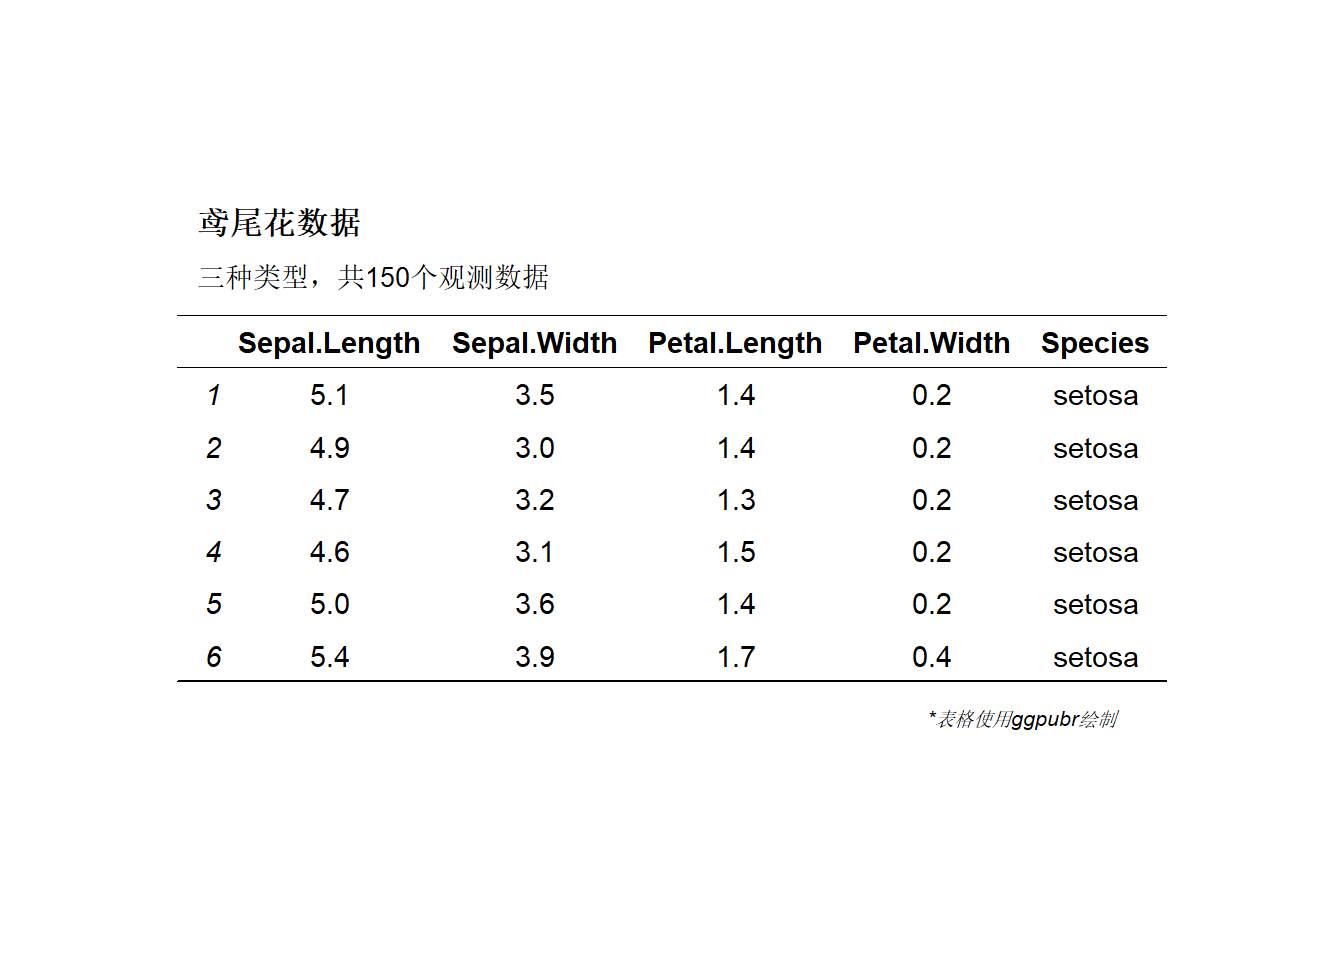 鸢尾花数据
三种类型，共150个观测数据
Sepal.Length Sepal.Width Petal.Length Petal.Width Species
1 5.1 3.5 1.4 0.2 setosa
2 4.9 3.0 1.4 0.2 setosa
3 4.7 3.2 1.3 0.2 setosa
4 4.6 3.1 1.5 0.2 setosa
5 5.0 3.6 1.4 0.2 setosa
6 5.4 3.9 1.7 0.4 setosa
*表格使用ggpubr绘制